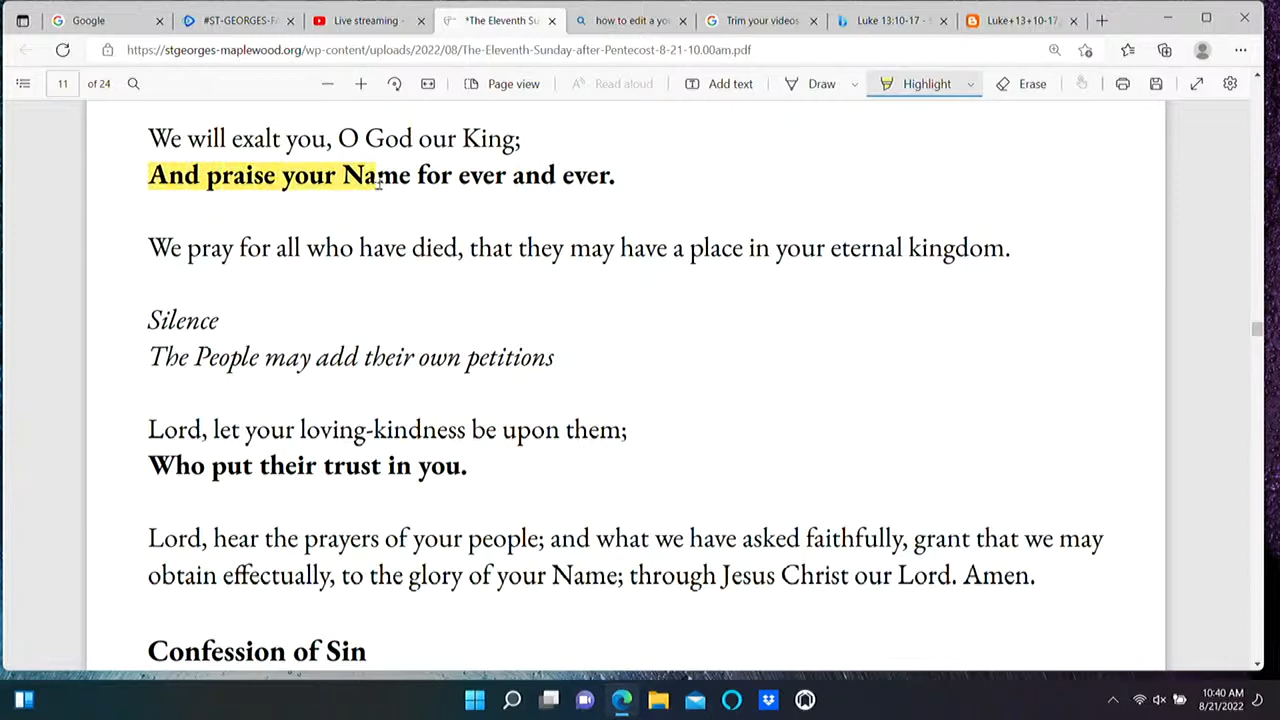 Google
#ST-GEORGES-F
Live streaming -
*The Eleventh Su
how to edit a yo
Trim your videos
Luke 13:10-17 -
Luke+13+10-17,
https://stgeorges-maplewood.org/wp-content/uploads/2022/08/The-Eleventh-Sunday-after-Pentecost-8-21-10.00am.pdf
11 of 24
Page view
Read aloud
Add text
Draw
Highlight
Erase
We will exalt you, O God our King;
And praise your Name for ever and ever.
We pray for all who have died, that they may have a place in your eternal kingdom.
Silence
The People may add their own petitions
Lord, let your loving-kindness be upon them;
Who put their trust in you.
Lord, hear the prayers of your people; and what we have asked faithfully, grant that we may
obtain effectually, to the glory of your Name; through Jesus Christ our Lord. Amen.
Confession of Sin
10:40 AM
8/21/2022